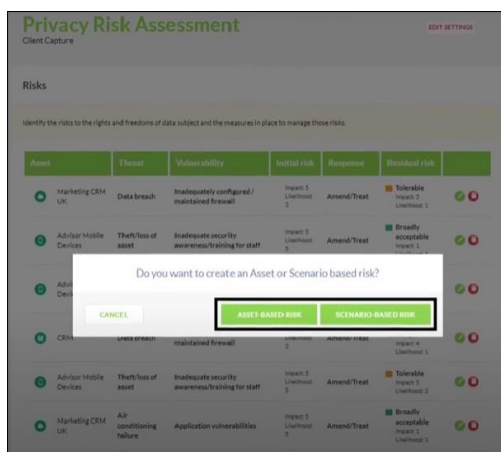 Privacy Risk Assessment
Client Capture
EDIT SETTINGS
Risks
Identify the risks to the rights and freedoms of data subject and the measures in place to manage those risks.
Asset Threat Vulnerability Initial risk Response Residual risk
Marketing CRM UK Data breach Inadequately configured / maintained firewall Impact: 5 Likelihood: Amend/Treat Tolerable Impact: 3 Likelihood: 1
Advisor Mobile Devices Theft/loss of asset Inadequate security awareness/training for staff Impact: 5 Likelihood: Amend/Treat Broadly acceptable Impact: 1
Do you want to create an Asset or Scenario based risk?
CANCEL ASSET-BASED RISK SCENARIO-BASED RISK
CRM Data breach maintained firewall Likelihood: Amend/Treat Impact: 4 Likelihood: 1
Advisor Mobile Devices Theft/loss of asset Inadequate security awareness/training for staff Impact: 5 Likelihood: Amend/Treat Tolerable Impact: 3 Likelihood: 2
Marketing CRM UK Air conditioning failure Application vulnerabilities Impact: 5 Likelihood: Amend/Treat Broadly acceptable Impact: 1 Likelihood: 1